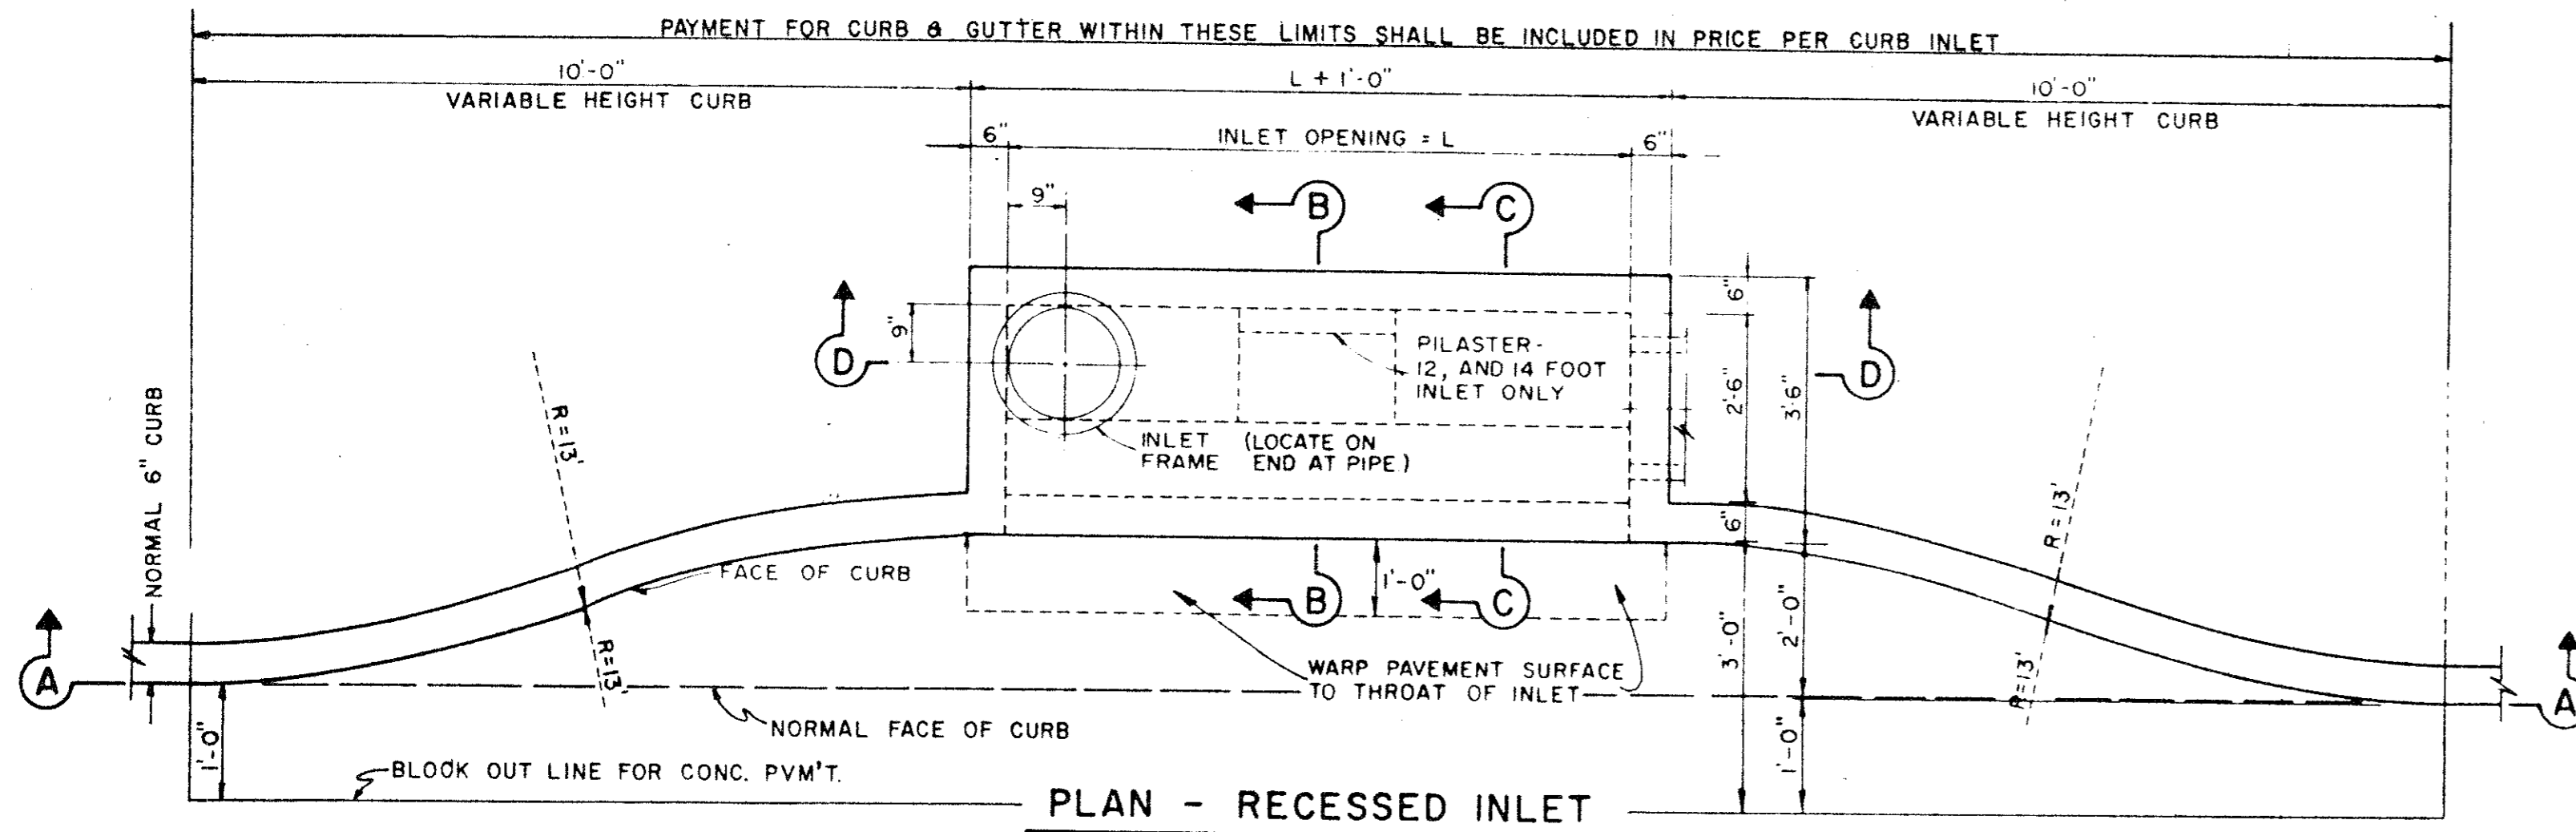 PAYMENT FOR CURB & GUTTER WITHIN THESE LIMITS SHALL BE INCLUDED IN PRICE PER CURB INLET
10'-0"
L + 1'-0"
10'-0"
VARIABLE HEIGHT CURB
VARIABLE HEIGHT CURB
6"
INLET OPENING = L
6"
9"
B
C
9"
D
6"
PILASTER-
12, AND 14 FOOT
INLET ONLY
2'-6"
3'-6"
D
NORMAL 6" CURB
R=13'
INLET (LOCATE ON
FRAME END AT PIPE)
R=13'
6"
FACE OF CURB
1'-0"
B
C
R=13'
2'-0"
3'-0"
R=13'
WARP PAVEMENT SURFACE
TO THROAT OF INLET
A
A
NORMAL FACE OF CURB
1'-0"
1'-0"
BLOOK OUT LINE FOR CONC. PVM'T.
PLAN - RECESSED INLET